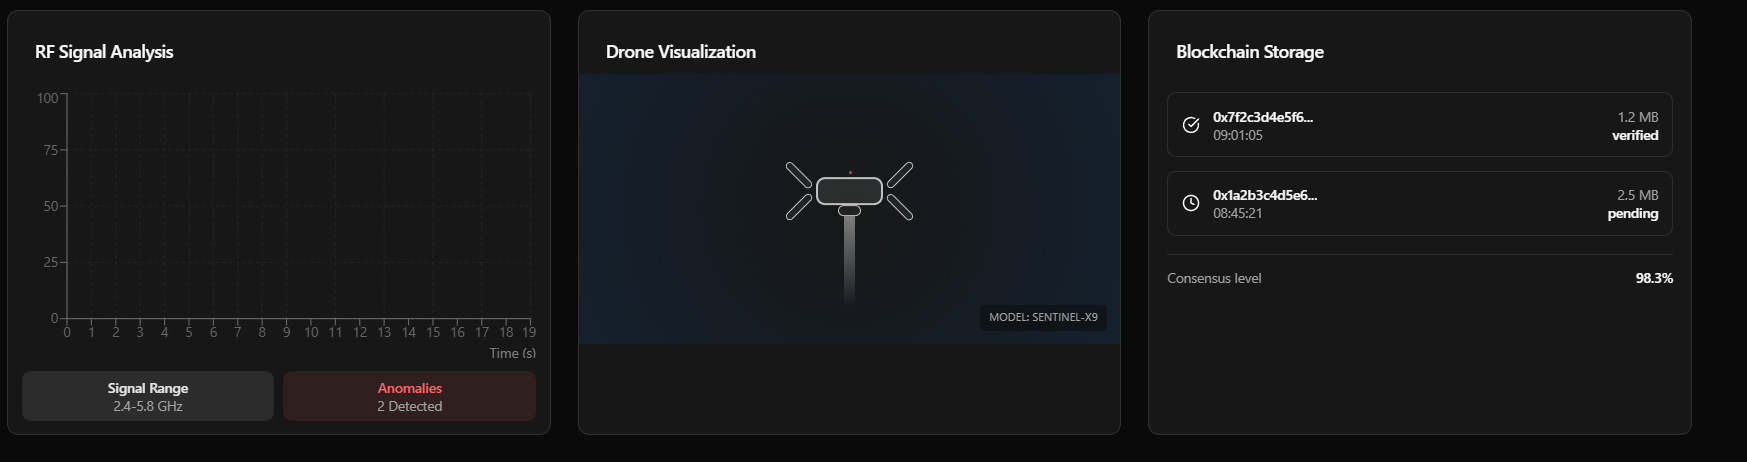 RF Signal Analysis
100
75
50
25
0
0 1 2 3 4 5 6 7 8 9 10 11 12 13 14 15 16 17 18 19
Time (s)
Signal Range
2.4-5.8 GHz
Anomalies
2 Detected
Drone Visualization
MODEL: SENTINEL-X9
Blockchain Storage
0x7f2c3d4e5f6... 1.2 MB
09:01:05 verified
0x1a2b3c4d5e6... 2.5 MB
08:45:21 pending
Consensus level 98.3%